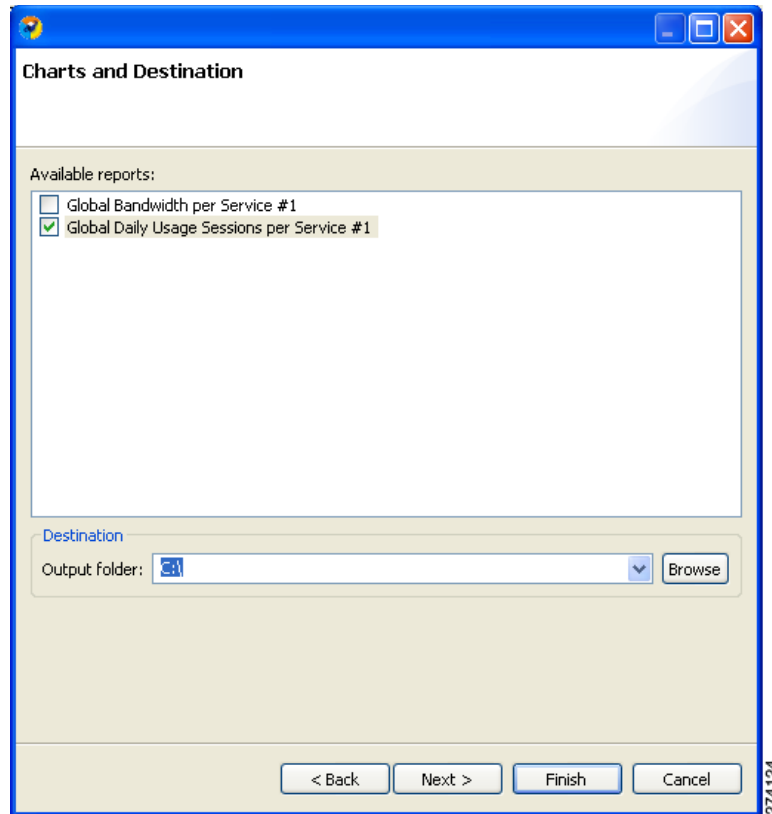 Charts and Destination
Available reports:
Global Bandwidth per Service #1
Global Daily Usage Sessions per Service #1
Destination
Output folder: C:\ Browse
< Back Next > Finish Cancel
274124